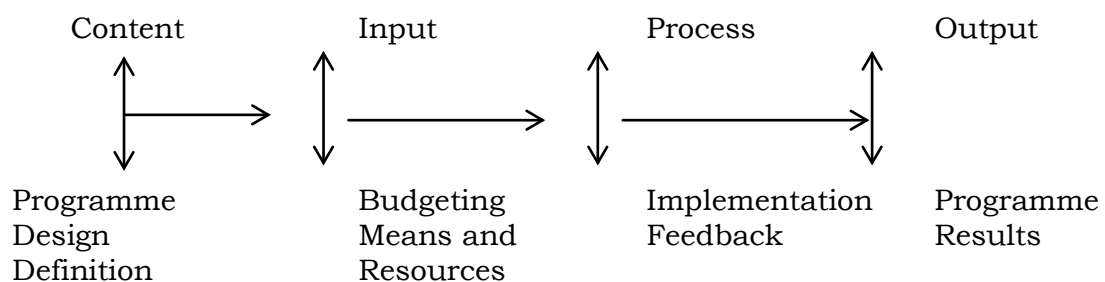 Content Input Process Output
Programme Budgeting Implementation Programme
Design Means and Feedback Results
Definition Resources